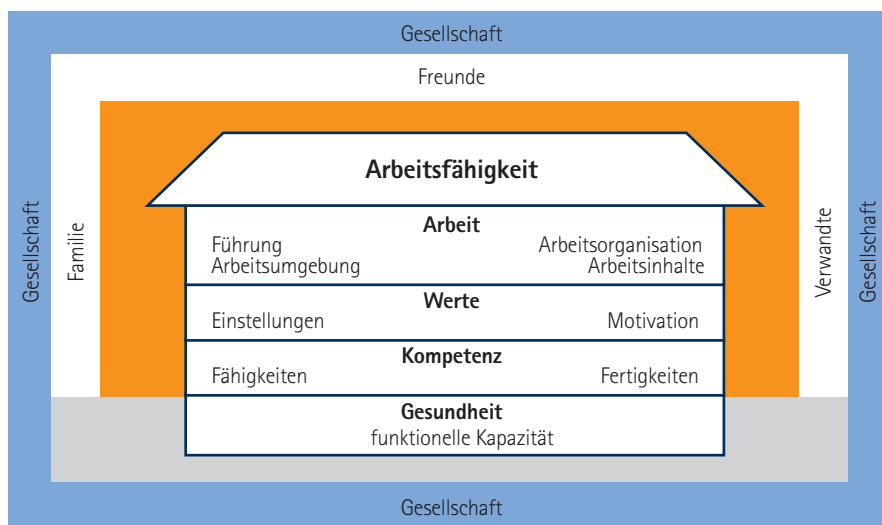 Gesellschaft
Freunde
Gesellschaft
Familie
Verwandte
Gesellschaft
Arbeitsfähigkeit
Arbeit
Führung
Arbeitsorganisation
Arbeitsumgebung
Arbeitsinhalte
Werte
Einstellungen
Motivation
Kompetenz
Fähigkeiten
Fertigkeiten
Gesundheit
funktionelle Kapazität
Gesellschaft